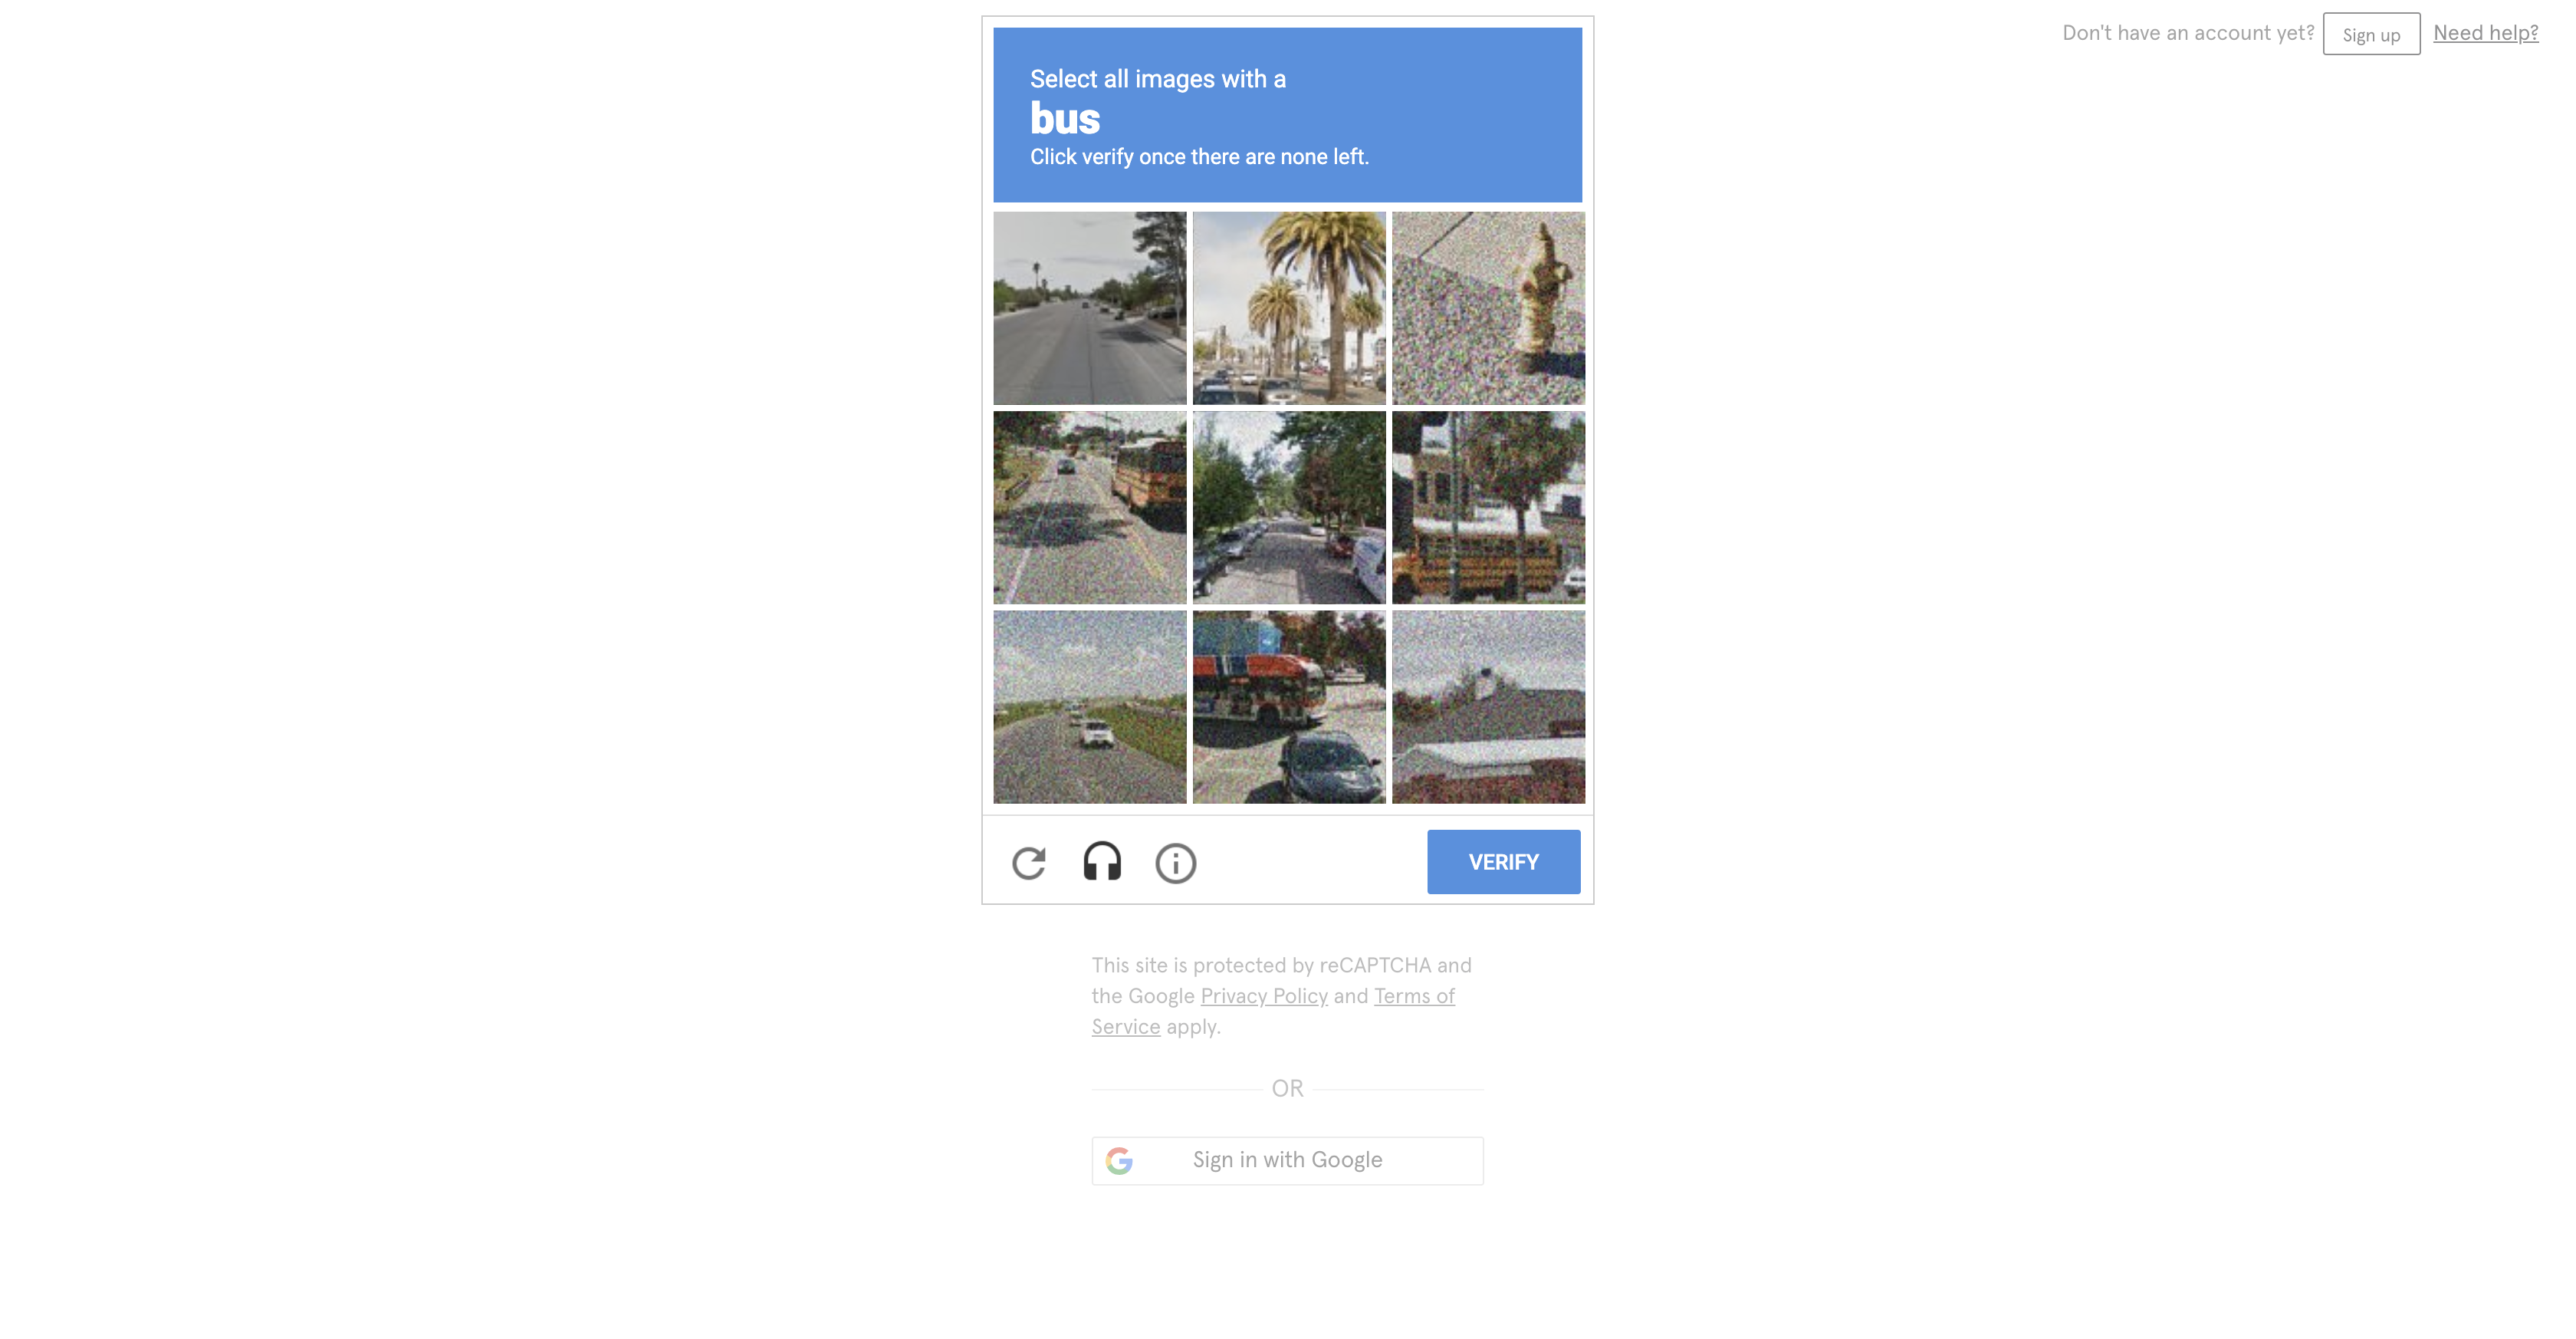 Don't have an account yet? Sign up Need help?
Select all images with a
bus
Click verify once there are none left.
VERIFY
This site is protected by reCAPTCHA and
the Google Privacy Policy and Terms of
Service apply.
OR
Sign in with Google